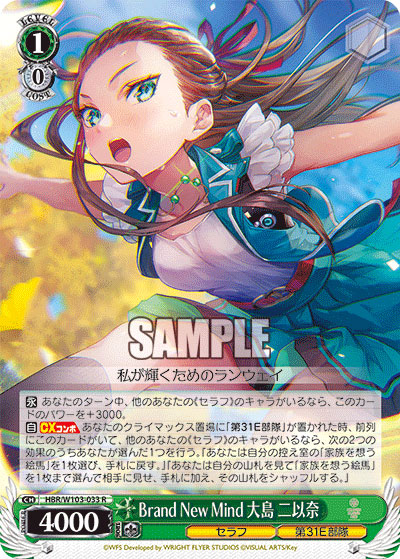 LEVEL
1
0
COST
SAMPLE
私が輝くためのランウェイ
永 あなたのターン中、他のあなたの《セラフ》のキャラがいるなら、このカ
ードのパワーを+3000。
自 CXコンボ あなたのクライマックス置場に「第31E部隊」が置かれた時、前列
にこのカードがいて、他のあなたの《セラフ》のキャラがいるなら、次の2つの
効果のうちあなたが選んだ1つを行う。『あなたは自分の控え室の「家族を想う
絵馬」を1枚選び、手札に戻す。』『あなたは自分の山札を見て「家族を想う絵馬」
を1枚まで選んで相手に見せ、手札に加え、その山札をシャッフルする。』
CH HBR/W103-033 R
4000
Brand New Mind 大島 二以奈
セラフ 第31E部隊
©WFS Developed by WRIGHT FLYER STUDIOS ©VISUAL ARTS/Key